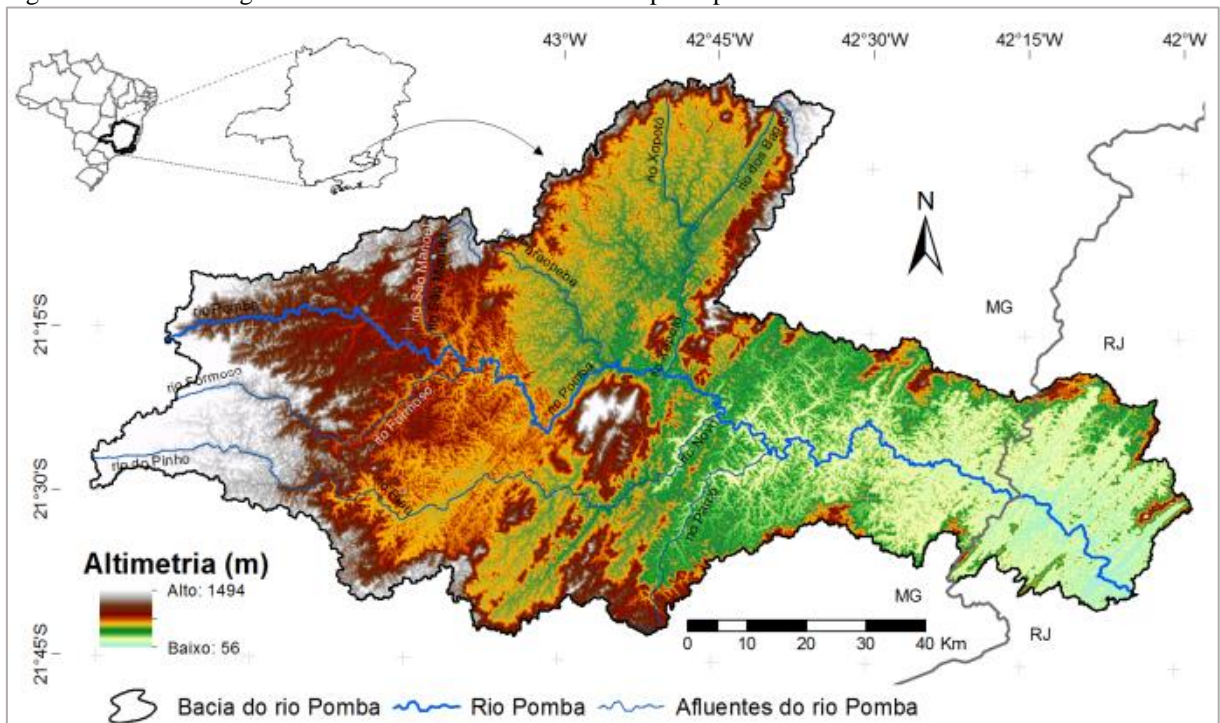 43°W 42°45'W 42°30'W 42°15'W 42°W
21°15'S
21°30'S
21°45'S
N
MG
RJ
MG
RJ
rio Xopotó
rio dos Bagres
rio São Manoel
rio Pomba
rio Formoso
rio Formoso
rio do Pinho
rio Pomba
rio Novo
rio Pardo
Altimetria (m)
Alto: 1494
Baixo: 56
0 10 20 30 40 Km
Bacia do rio Pomba Rio Pomba Afluentes do rio Pomba